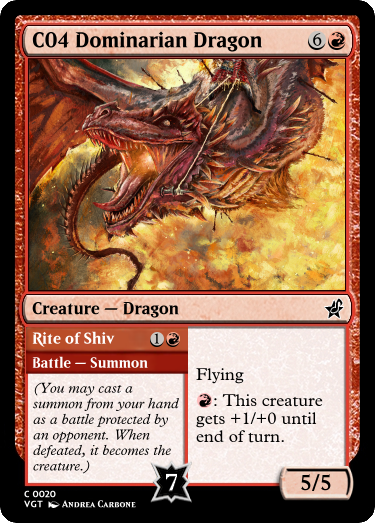 C04 Dominarian Dragon 6
Creature — Dragon
Rite of Shiv 1
Battle — Summon
(You may cast a
summon from your hand
as a battle protected by
an opponent. When
defeated, it becomes the
creature.)
7
Flying
: This creature
gets +1/+0 until
end of turn.
5/5
C 0020
VGT Andrea Carbone